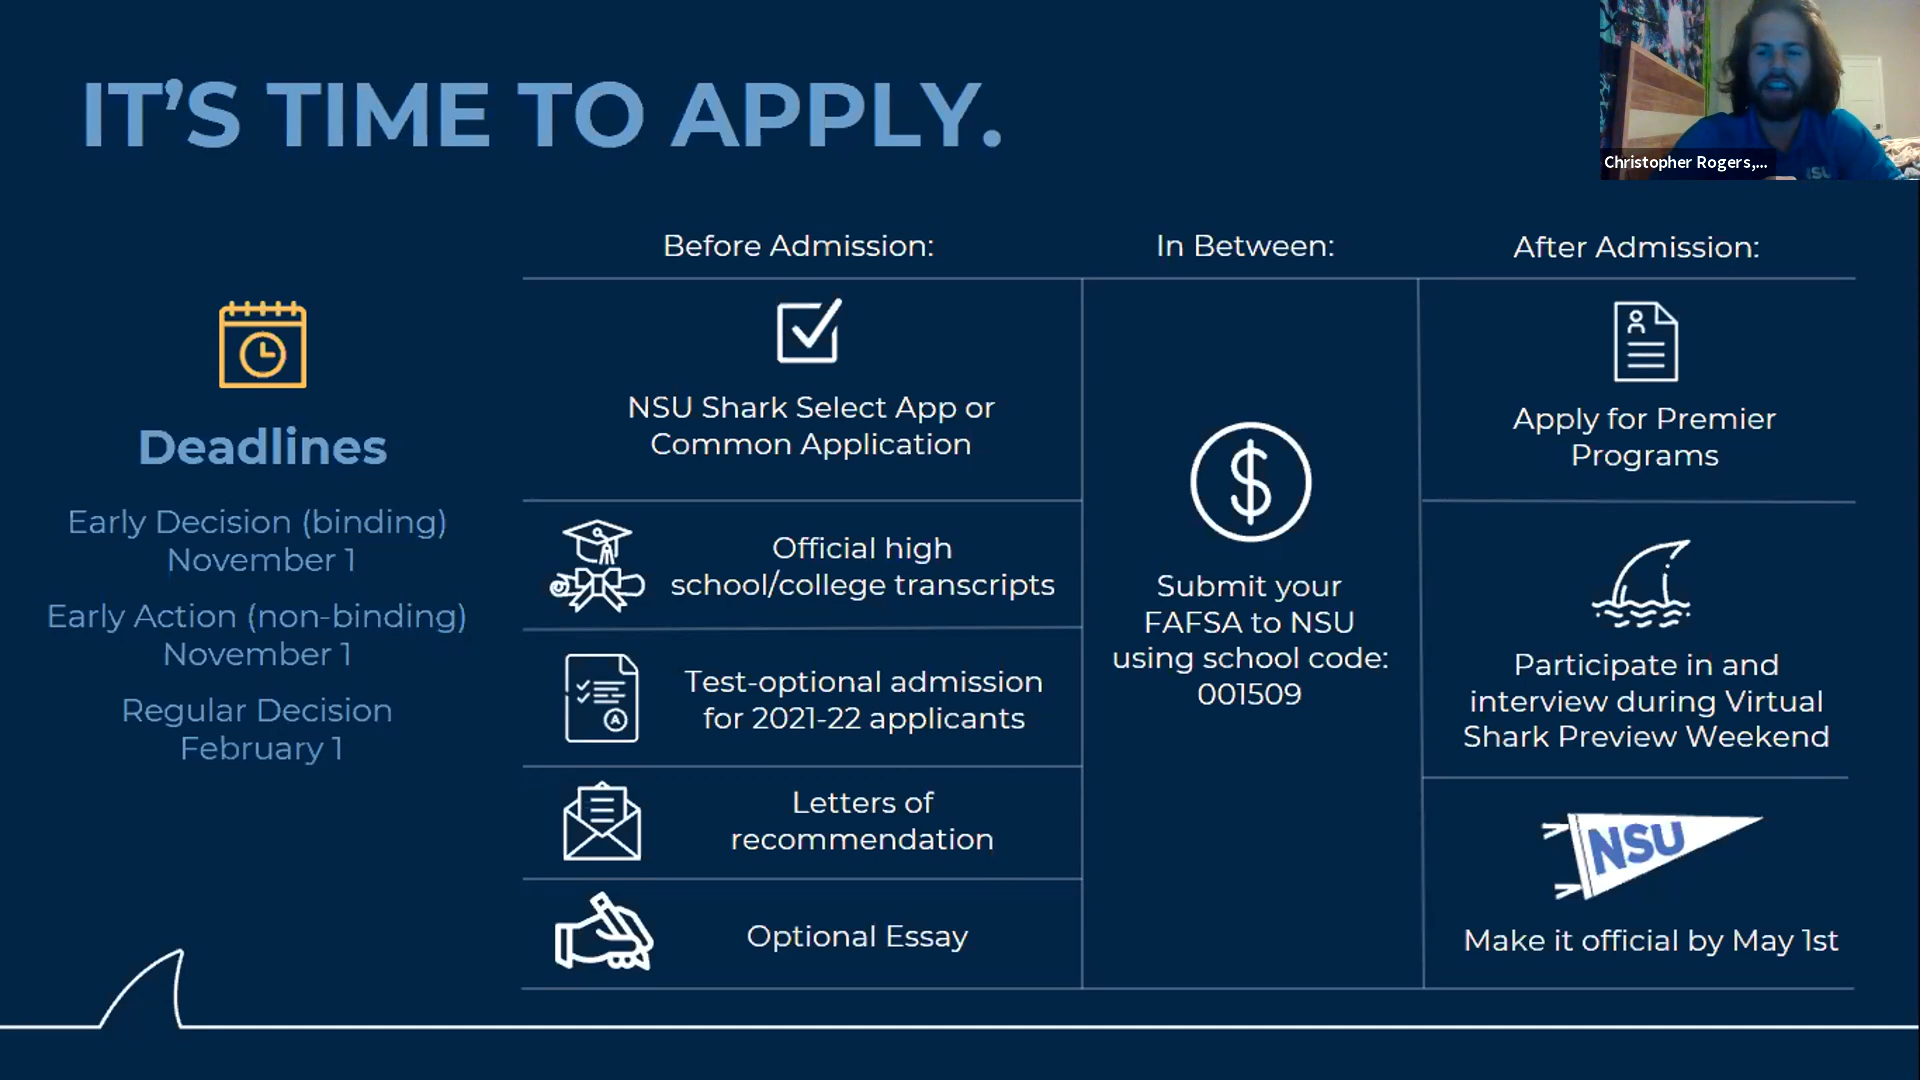 IT'S TIME TO APPLY.
Christopher Rogers,...
Deadlines
Early Decision (binding)
November 1
Early Action (non-binding)
November 1
Regular Decision
February 1
Before Admission:
NSU Shark Select App or
Common Application
Official high
school/college transcripts
Test-optional admission
for 2021-22 applicants
A
Letters of
recommendation
Optional Essay
In Between:
$
Submit your
FAFSA to NSU
using school code:
001509
After Admission:
Apply for Premier
Programs
Participate in and
interview during Virtual
Shark Preview Weekend
NSU
Make it official by May 1st